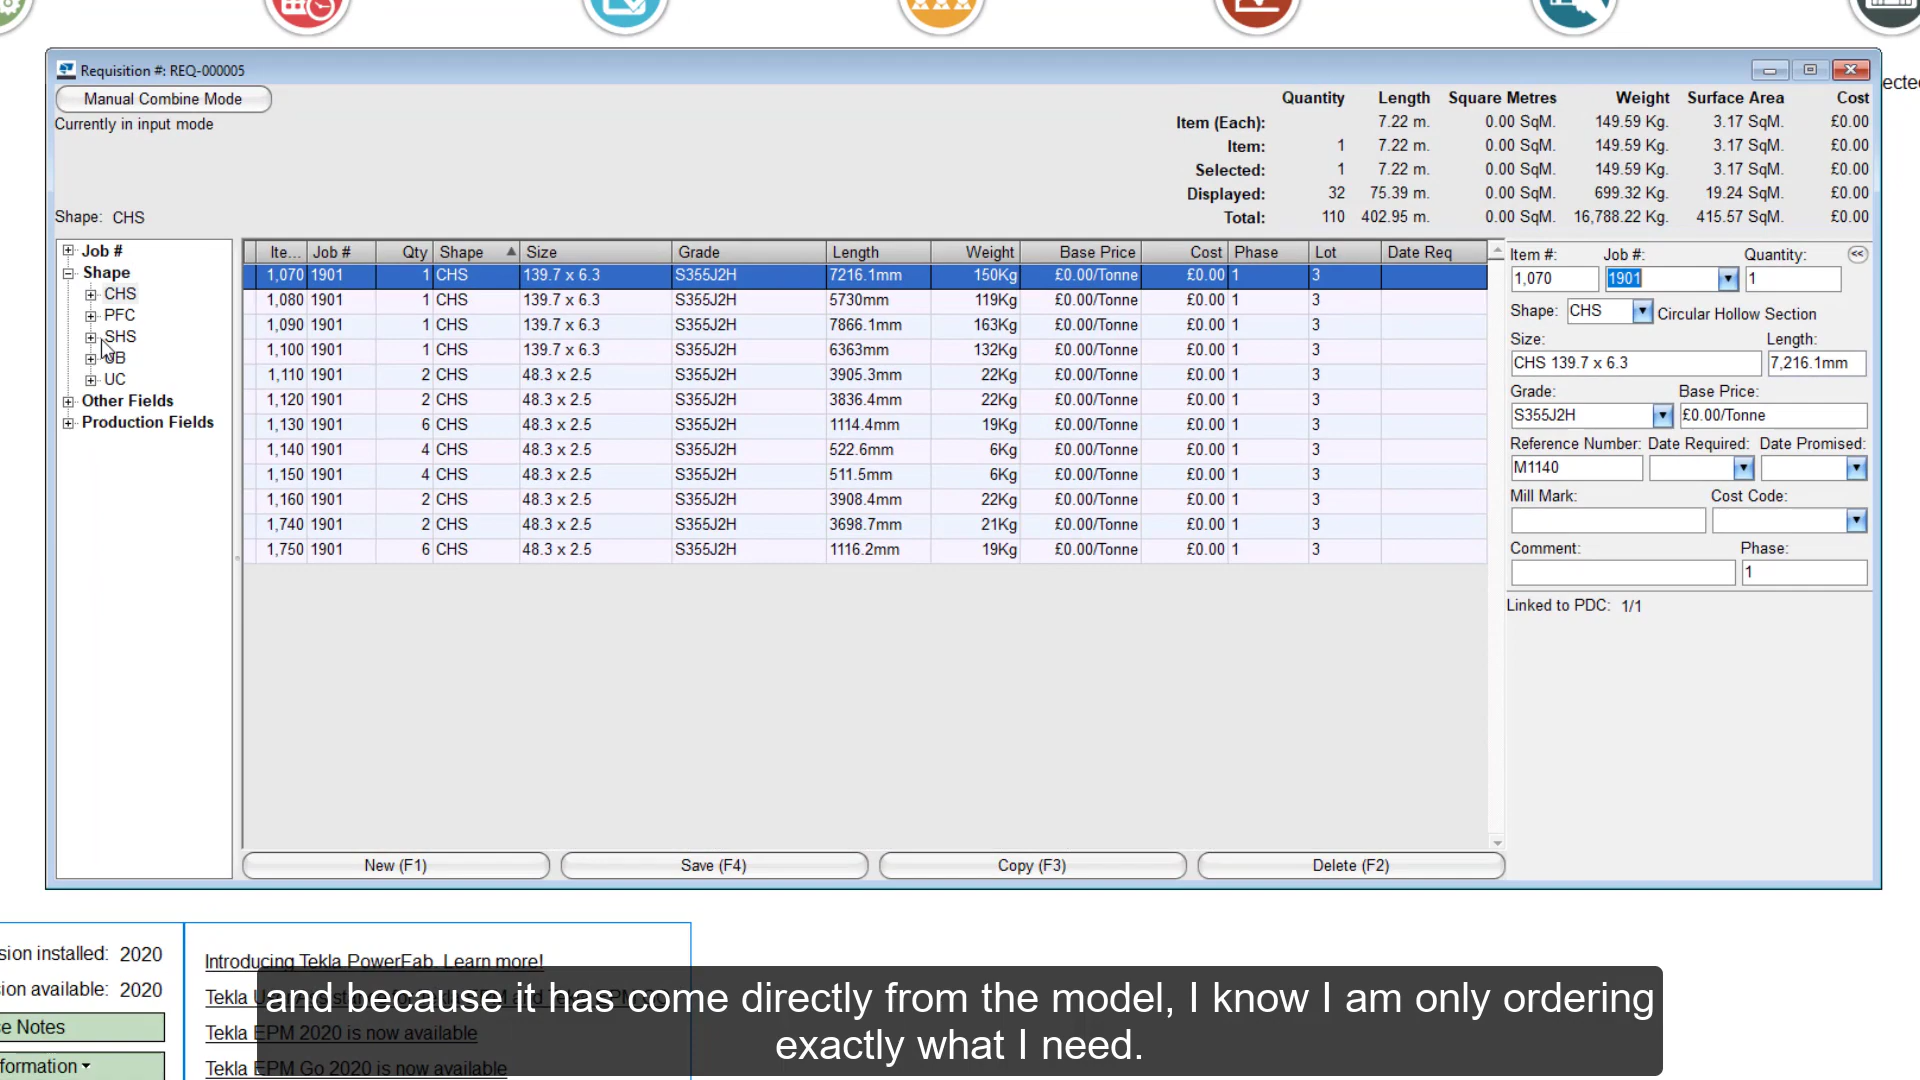 ected
Requisition #: REQ-000005
Manual Combine Mode
Currently in input mode
Quantity Length Square Metres Weight Surface Area Cost
Item (Each): 7.22 m. 0.00 SqM. 149.59 Kg. 3.17 SqM. £0.00
Item: 1 7.22 m. 0.00 SqM. 149.59 Kg. 3.17 SqM. £0.00
Selected: 1 7.22 m. 0.00 SqM. 149.59 Kg. 3.17 SqM. £0.00
Displayed: 32 75.39 m. 0.00 SqM. 699.32 Kg. 19.24 SqM. £0.00
Total: 110 402.95 m. 0.00 SqM. 16,788.22 Kg. 415.57 SqM. £0.00
Shape: CHS
Job #
Shape
CHS
PFC
SHS
UB
UC
Other Fields
Production Fields
Ite... Job # Qty Shape Size Grade Length Weight Base Price Cost Phase Lot Date Req
1,070 1901 1 CHS 139.7 x 6.3 S355J2H 7216.1mm 150Kg £0.00/Tonne £0.00 1 3
1,080 1901 1 CHS 139.7 x 6.3 S355J2H 5730mm 119Kg £0.00/Tonne £0.00 1 3
1,090 1901 1 CHS 139.7 x 6.3 S355J2H 7866.1mm 163Kg £0.00/Tonne £0.00 1 3
1,100 1901 1 CHS 139.7 x 6.3 S355J2H 6363mm 132Kg £0.00/Tonne £0.00 1 3
1,110 1901 2 CHS 48.3 x 2.5 S355J2H 3905.3mm 22Kg £0.00/Tonne £0.00 1 3
1,120 1901 2 CHS 48.3 x 2.5 S355J2H 3836.4mm 22Kg £0.00/Tonne £0.00 1 3
1,130 1901 6 CHS 48.3 x 2.5 S355J2H 1114.4mm 19Kg £0.00/Tonne £0.00 1 3
1,140 1901 4 CHS 48.3 x 2.5 S355J2H 522.6mm 6Kg £0.00/Tonne £0.00 1 3
1,150 1901 4 CHS 48.3 x 2.5 S355J2H 511.5mm 6Kg £0.00/Tonne £0.00 1 3
1,160 1901 2 CHS 48.3 x 2.5 S355J2H 3908.4mm 22Kg £0.00/Tonne £0.00 1 3
1,740 1901 2 CHS 48.3 x 2.5 S355J2H 3698.7mm 21Kg £0.00/Tonne £0.00 1 3
1,750 1901 6 CHS 48.3 x 2.5 S355J2H 1116.2mm 19Kg £0.00/Tonne £0.00 1 3
Item #: Job #: Quantity:
1,070 1901 1
Shape: CHS Circular Hollow Section
Size: Length:
CHS 139.7 x 6.3 7,216.1mm
Grade: Base Price:
S355J2H £0.00/Tonne
Reference Number: Date Required: Date Promised:
M1140
Mill Mark: Cost Code:
Comment: Phase:
1
Linked to PDC: 1/1
New (F1) Save (F4) Copy (F3) Delete (F2)
sion installed: 2020
ion available: 2020
e Notes
formation
Introducing Tekla PowerFab. Learn more!
Tekla
Tekla EPM 2020 is now available
Tekla EPM Go 2020 is now available
and because it has come directly from the model, I know I am only ordering
exactly what I need.